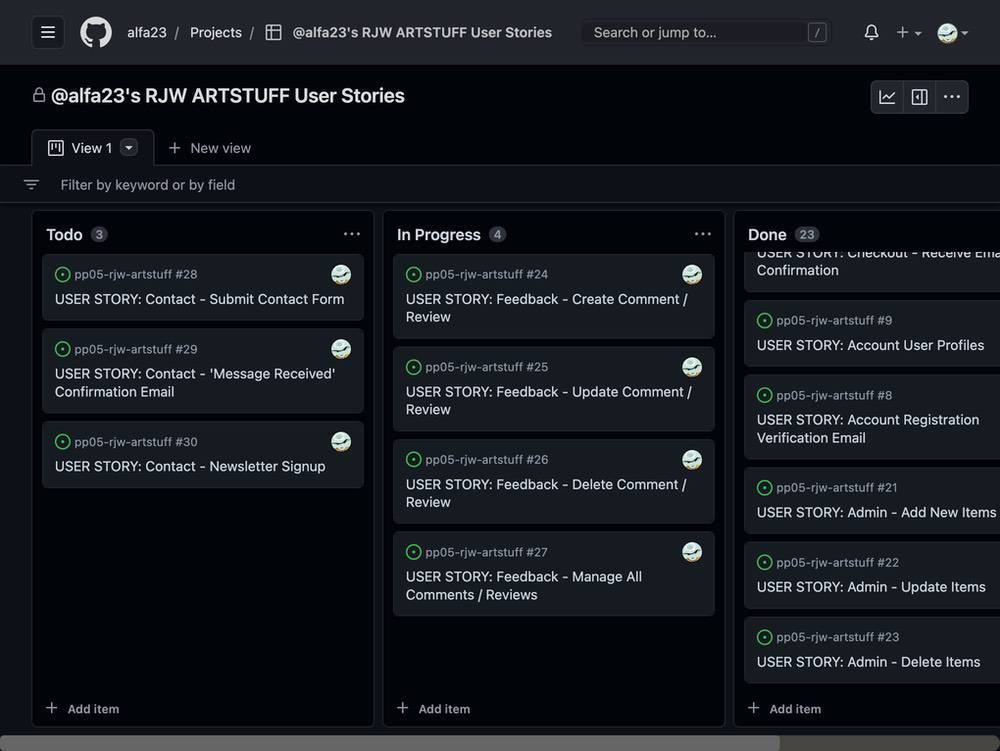 alfa23 / Projects / @alfa23's RJW ARTSTUFF User Stories
Search or jump to... /
@alfa23's RJW ARTSTUFF User Stories
View 1
New view
Filter by keyword or by field
Todo 3
pp05-rjw-artstuff #28
USER STORY: Contact - Submit Contact Form
pp05-rjw-artstuff #29
USER STORY: Contact - 'Message Received'
Confirmation Email
pp05-rjw-artstuff #30
USER STORY: Contact - Newsletter Signup
Add item
In Progress 4
pp05-rjw-artstuff #24
USER STORY: Feedback - Create Comment /
Review
pp05-rjw-artstuff #25
USER STORY: Feedback - Update Comment /
Review
pp05-rjw-artstuff #26
USER STORY: Feedback - Delete Comment /
Review
pp05-rjw-artstuff #27
USER STORY: Feedback - Manage All
Comments / Reviews
Add item
Done 23
USER STORY: Checkout - Receive Ema
Confirmation
pp05-rjw-artstuff #9
USER STORY: Account User Profiles
pp05-rjw-artstuff #8
USER STORY: Account Registration
Verification Email
pp05-rjw-artstuff #21
USER STORY: Admin - Add New Items
pp05-rjw-artstuff #22
USER STORY: Admin - Update Items
pp05-rjw-artstuff #23
USER STORY: Admin - Delete Items
Add item